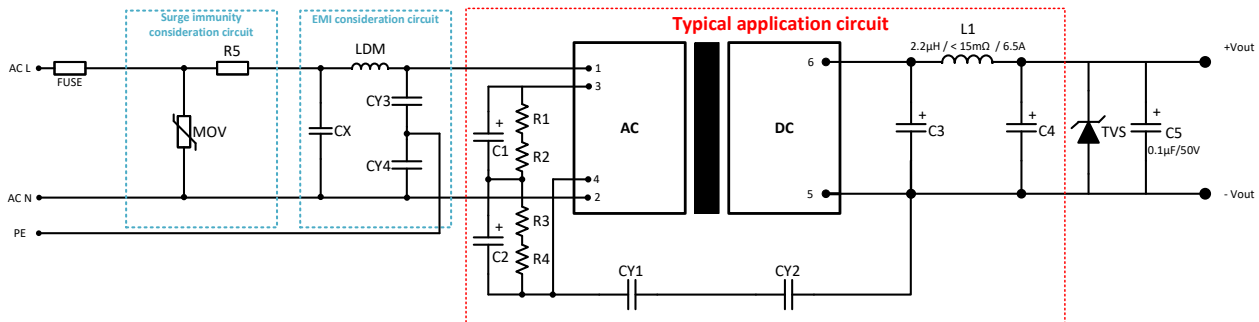 Surge immunity
consideration circuit
EMI consideration circuit
Typical application circuit
L1
2.2µH / < 15mΩ / 6.5A
+Vout
R5
LDM
AC L
FUSE
1
6
3
CY3
R1
MOV
CX
C1
+
R2
AC
DC
C3
+
C4
+
TVS
C5
+
0.1µF/50V
CY4
4
AC N
2
5
- Vout
PE
R3
C2
+
R4
CY1
CY2